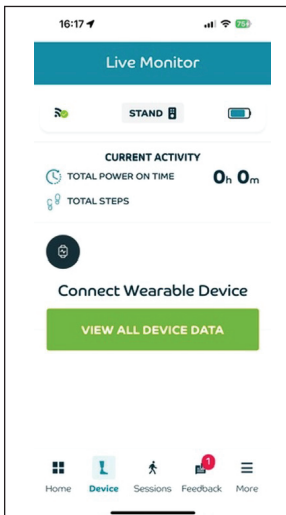 16:17
75+
Live Monitor
STAND
CURRENT ACTIVITY
TOTAL POWER ON TIME 0h 0m
TOTAL STEPS
Connect Wearable Device
VIEW ALL DEVICE DATA
1
Home Device Sessions Feedback More